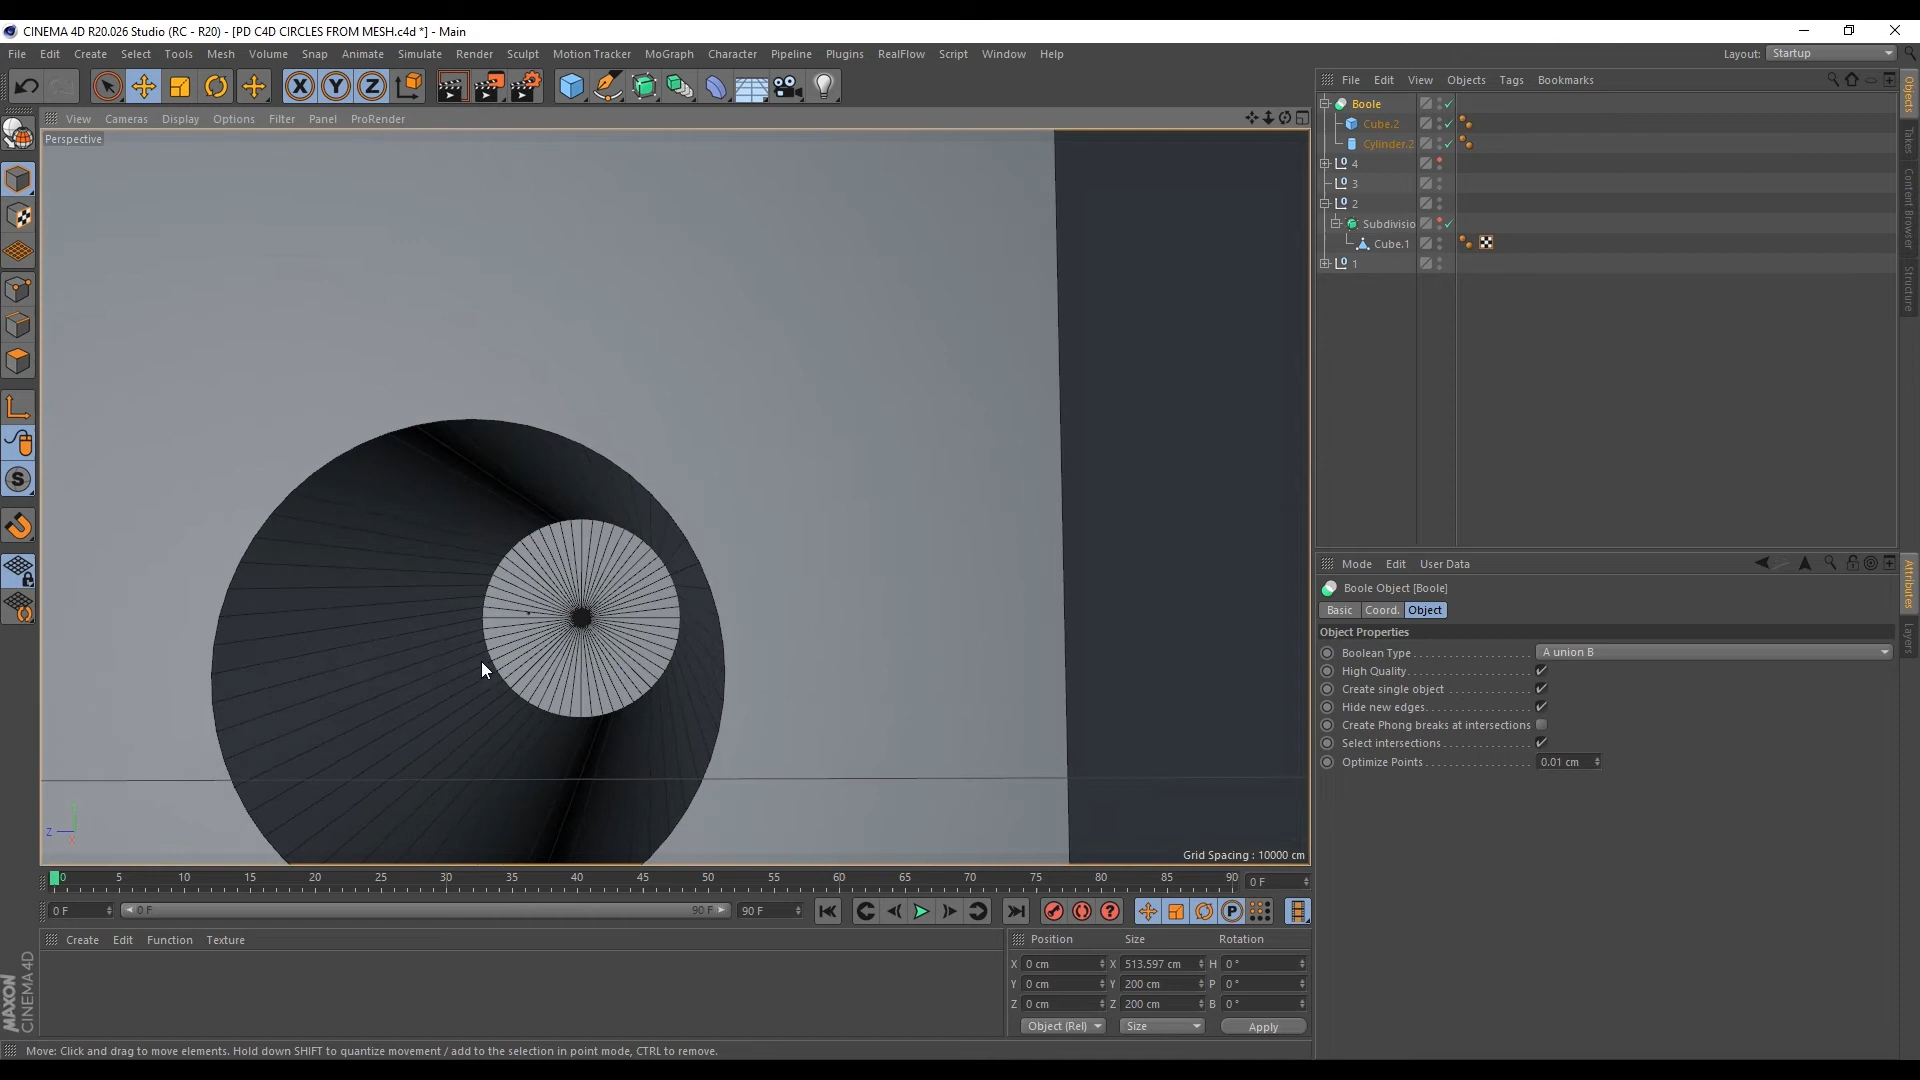 CINEMA 4D R20.026 Studio (RC - R20) - [PD C4D CIRCLES FROM MESH.c4d *] - Main
File Edit Create Select Tools Mesh Volume Snap Animate Simulate Render Sculpt Motion Tracker MoGraph Character Pipeline Plugins RealFlow Script Window Help
Layout: Startup
X Y Z
File Edit View Objects Tags Bookmarks
View Cameras Display Options Filter Panel ProRender
Perspective
Boole
Cube.2
Cylinder.2
4
3
2
Subdivisio
Cube.1
1
Objects
Takes
Content Browser
Structure
S
Mode Edit User Data
Boole Object [Boole]
Basic Coord. Object
Object Properties
Boolean Type A union B
High Quality
Create single object
Hide new edges
Create Phong breaks at intersections
Select intersections
Optimize Points 0.01 cm
Attributes
Layers
Z
Grid Spacing : 10000 cm
0 5 10 15 20 25 30 35 40 45 50 55 60 65 70 75 80 85 90 0 F
0 F 0 F 90 F 90 F P
Create Edit Function Texture
Position Size Rotation
X 0 cm X 513.597 cm H 0 °
Y 0 cm Y 200 cm P 0 °
Z 0 cm Z 200 cm B 0 °
Object (Rel) Size Apply
MAXON
CINEMA 4D
Move: Click and drag to move elements. Hold down SHIFT to quantize movement / add to the selection in point mode, CTRL to remove.